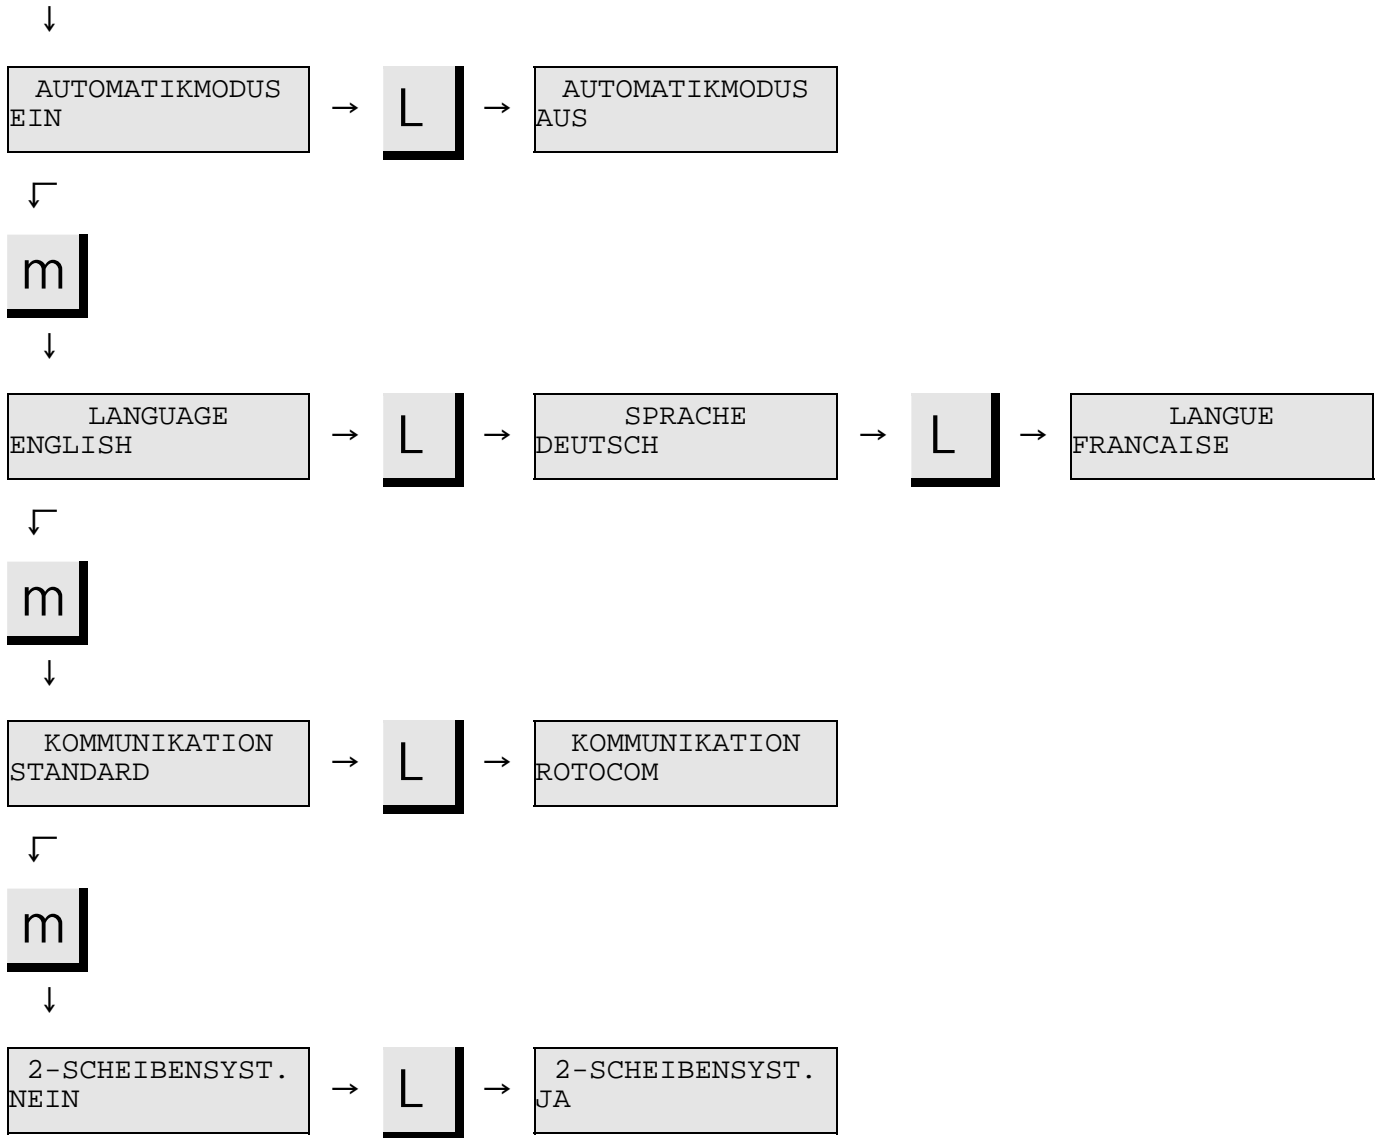 ↓
AUTOMATIKMODUS
EIN
→ L →
AUTOMATIKMODUS
AUS
m
↓
LANGUAGE
ENGLISH
→ L →
SPRACHE
DEUTSCH
→ L →
LANGUE
FRANCAISE
m
↓
KOMMUNIKATION
STANDARD
→ L →
KOMMUNIKATION
ROTOCOM
m
↓
2-SCHEIBENSYST.
NEIN
→ L →
2-SCHEIBENSYST.
JA